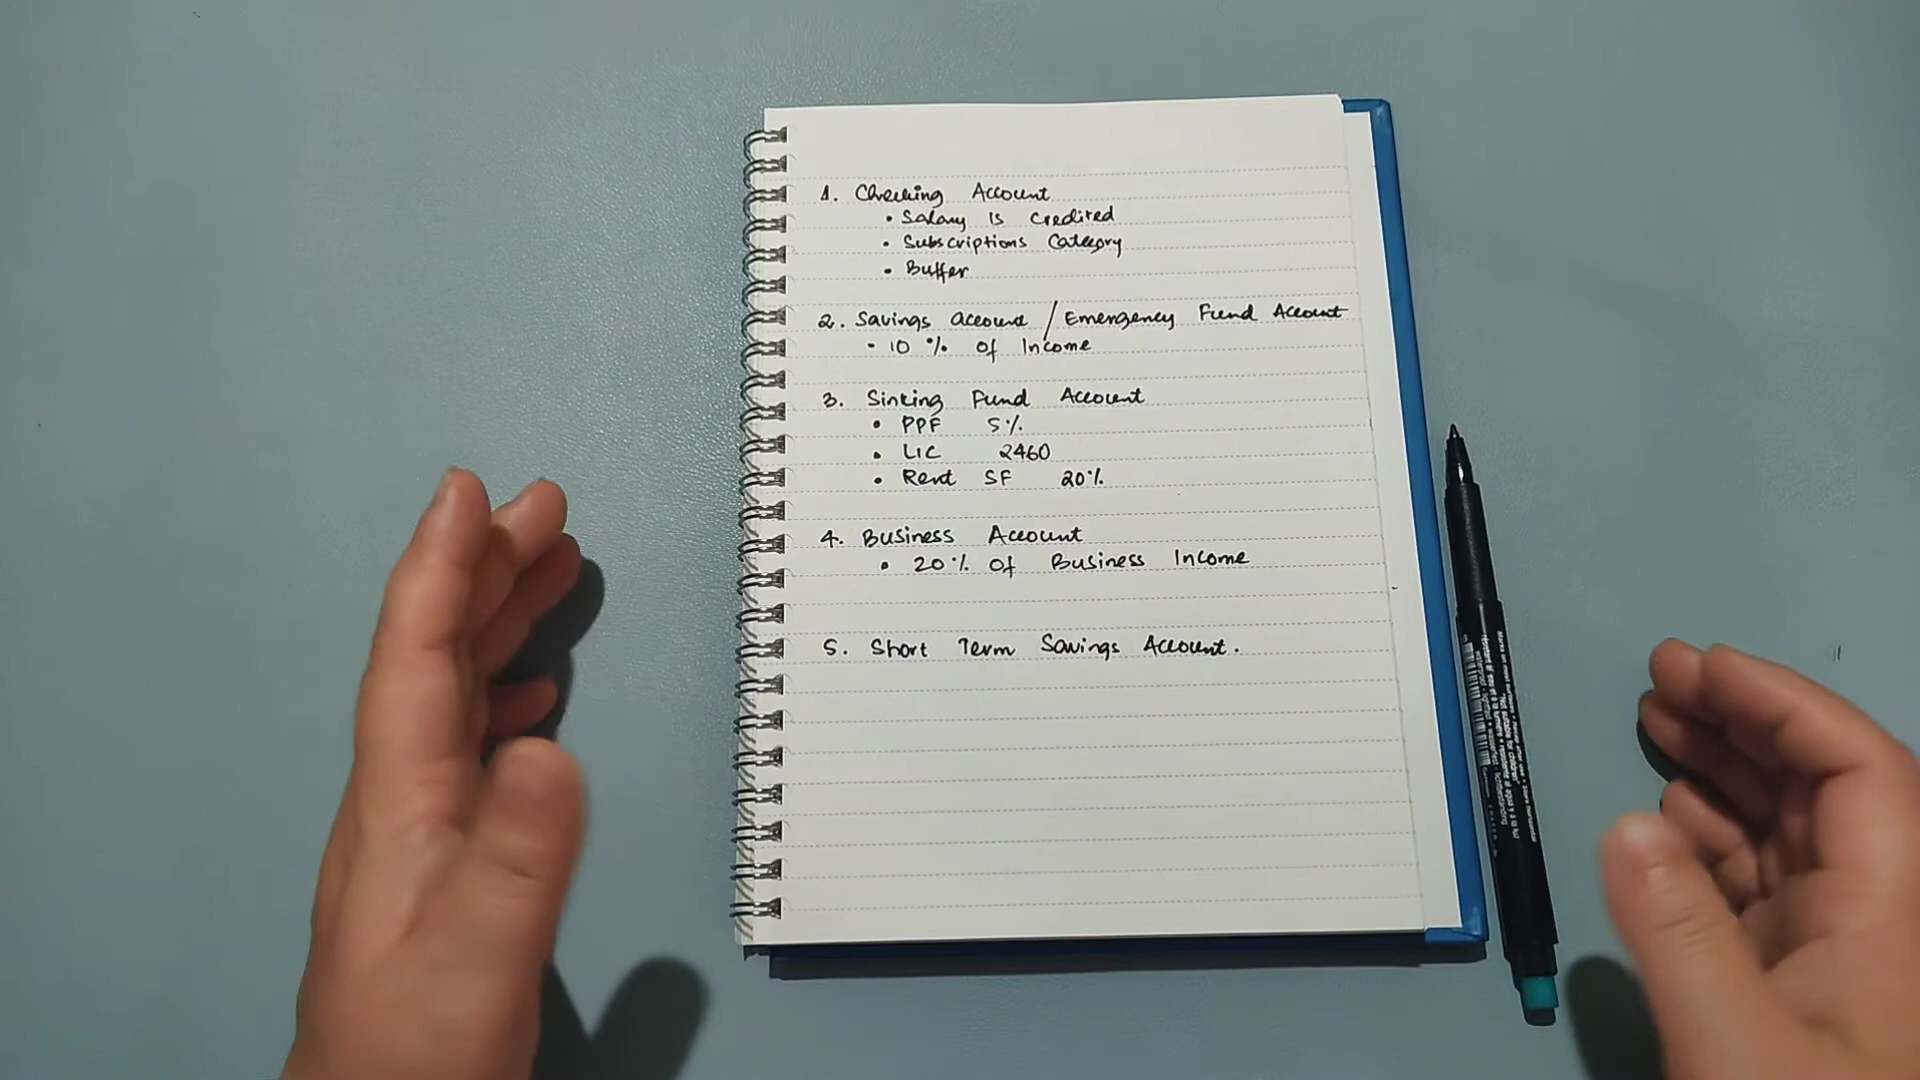 1. Checking Account
• Salary is Credited
• Subscriptions Category
• Buffer
2. Savings account / Emergency Fund Account
• 10 % of Income
3. Sinking Fund Account
• PPF 5%
• LIC 2460
• Rent SF 20%
4. Business Account
• 20% of Business Income
5. Short Term Savings Account.